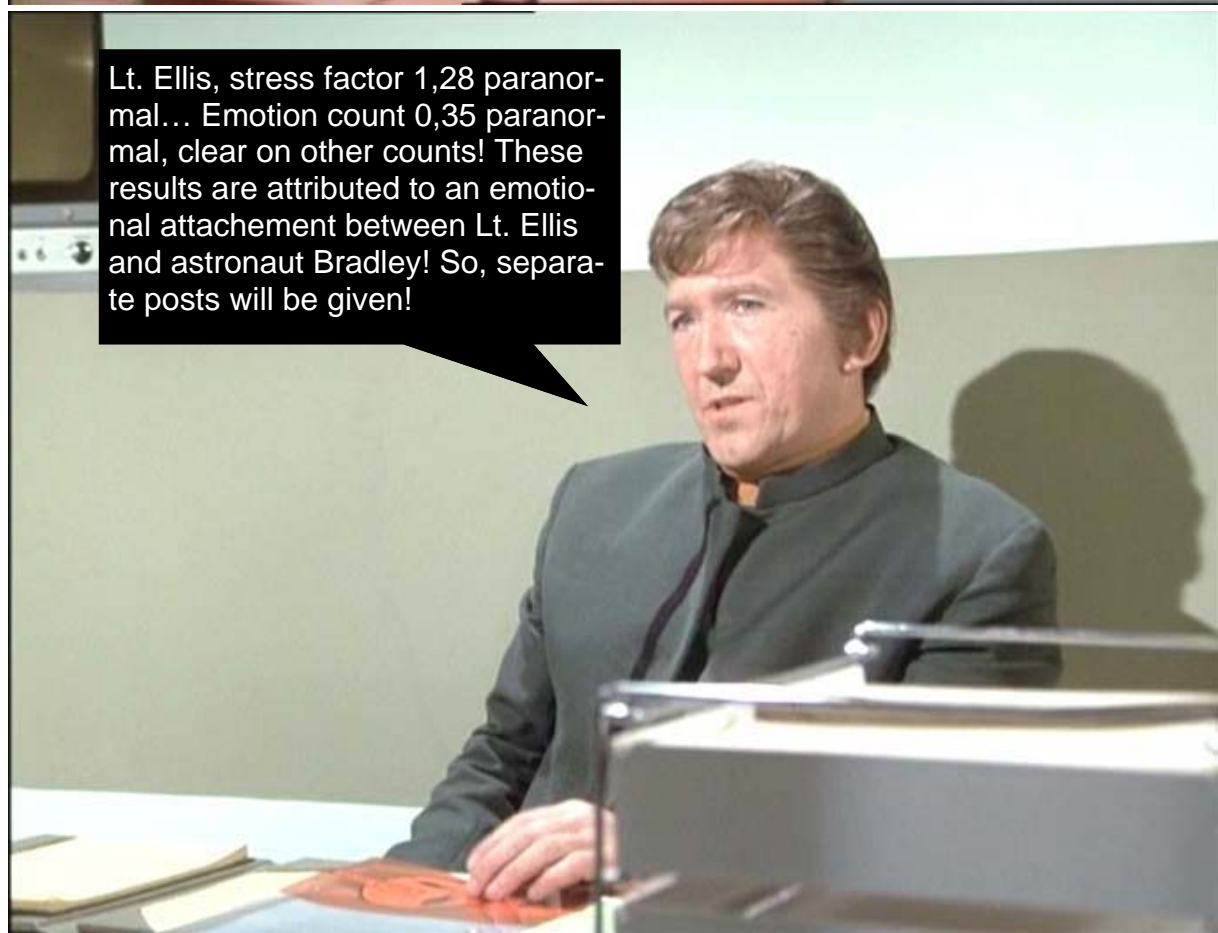 Lt. Ellis, stress factor 1,28 paranor-
mal… Emotion count 0,35 paranor-
mal, clear on other counts! These
results are attributed to an emotio-
nal attachement between Lt. Ellis
and astronaut Bradley! So, separa-
te posts will be given!